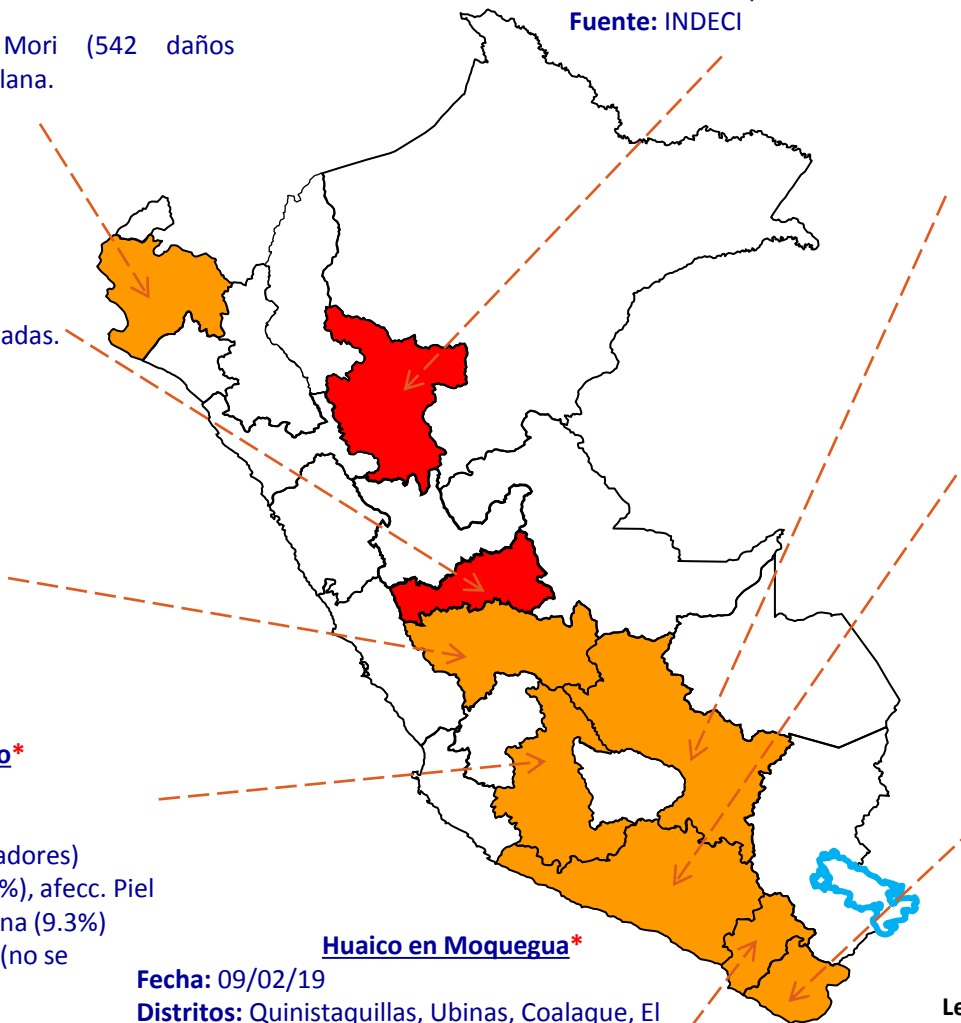 Fuente: INDECI
Mori (542 daños
lana.
adas.
o*
adores)
%), afecc. Piel
na (9.3%)
(no se
Huaico en Moquegua*
Fecha: 09/02/19
Distritos: Quinistaquillas, Ubinas, Coalaque, El
Le